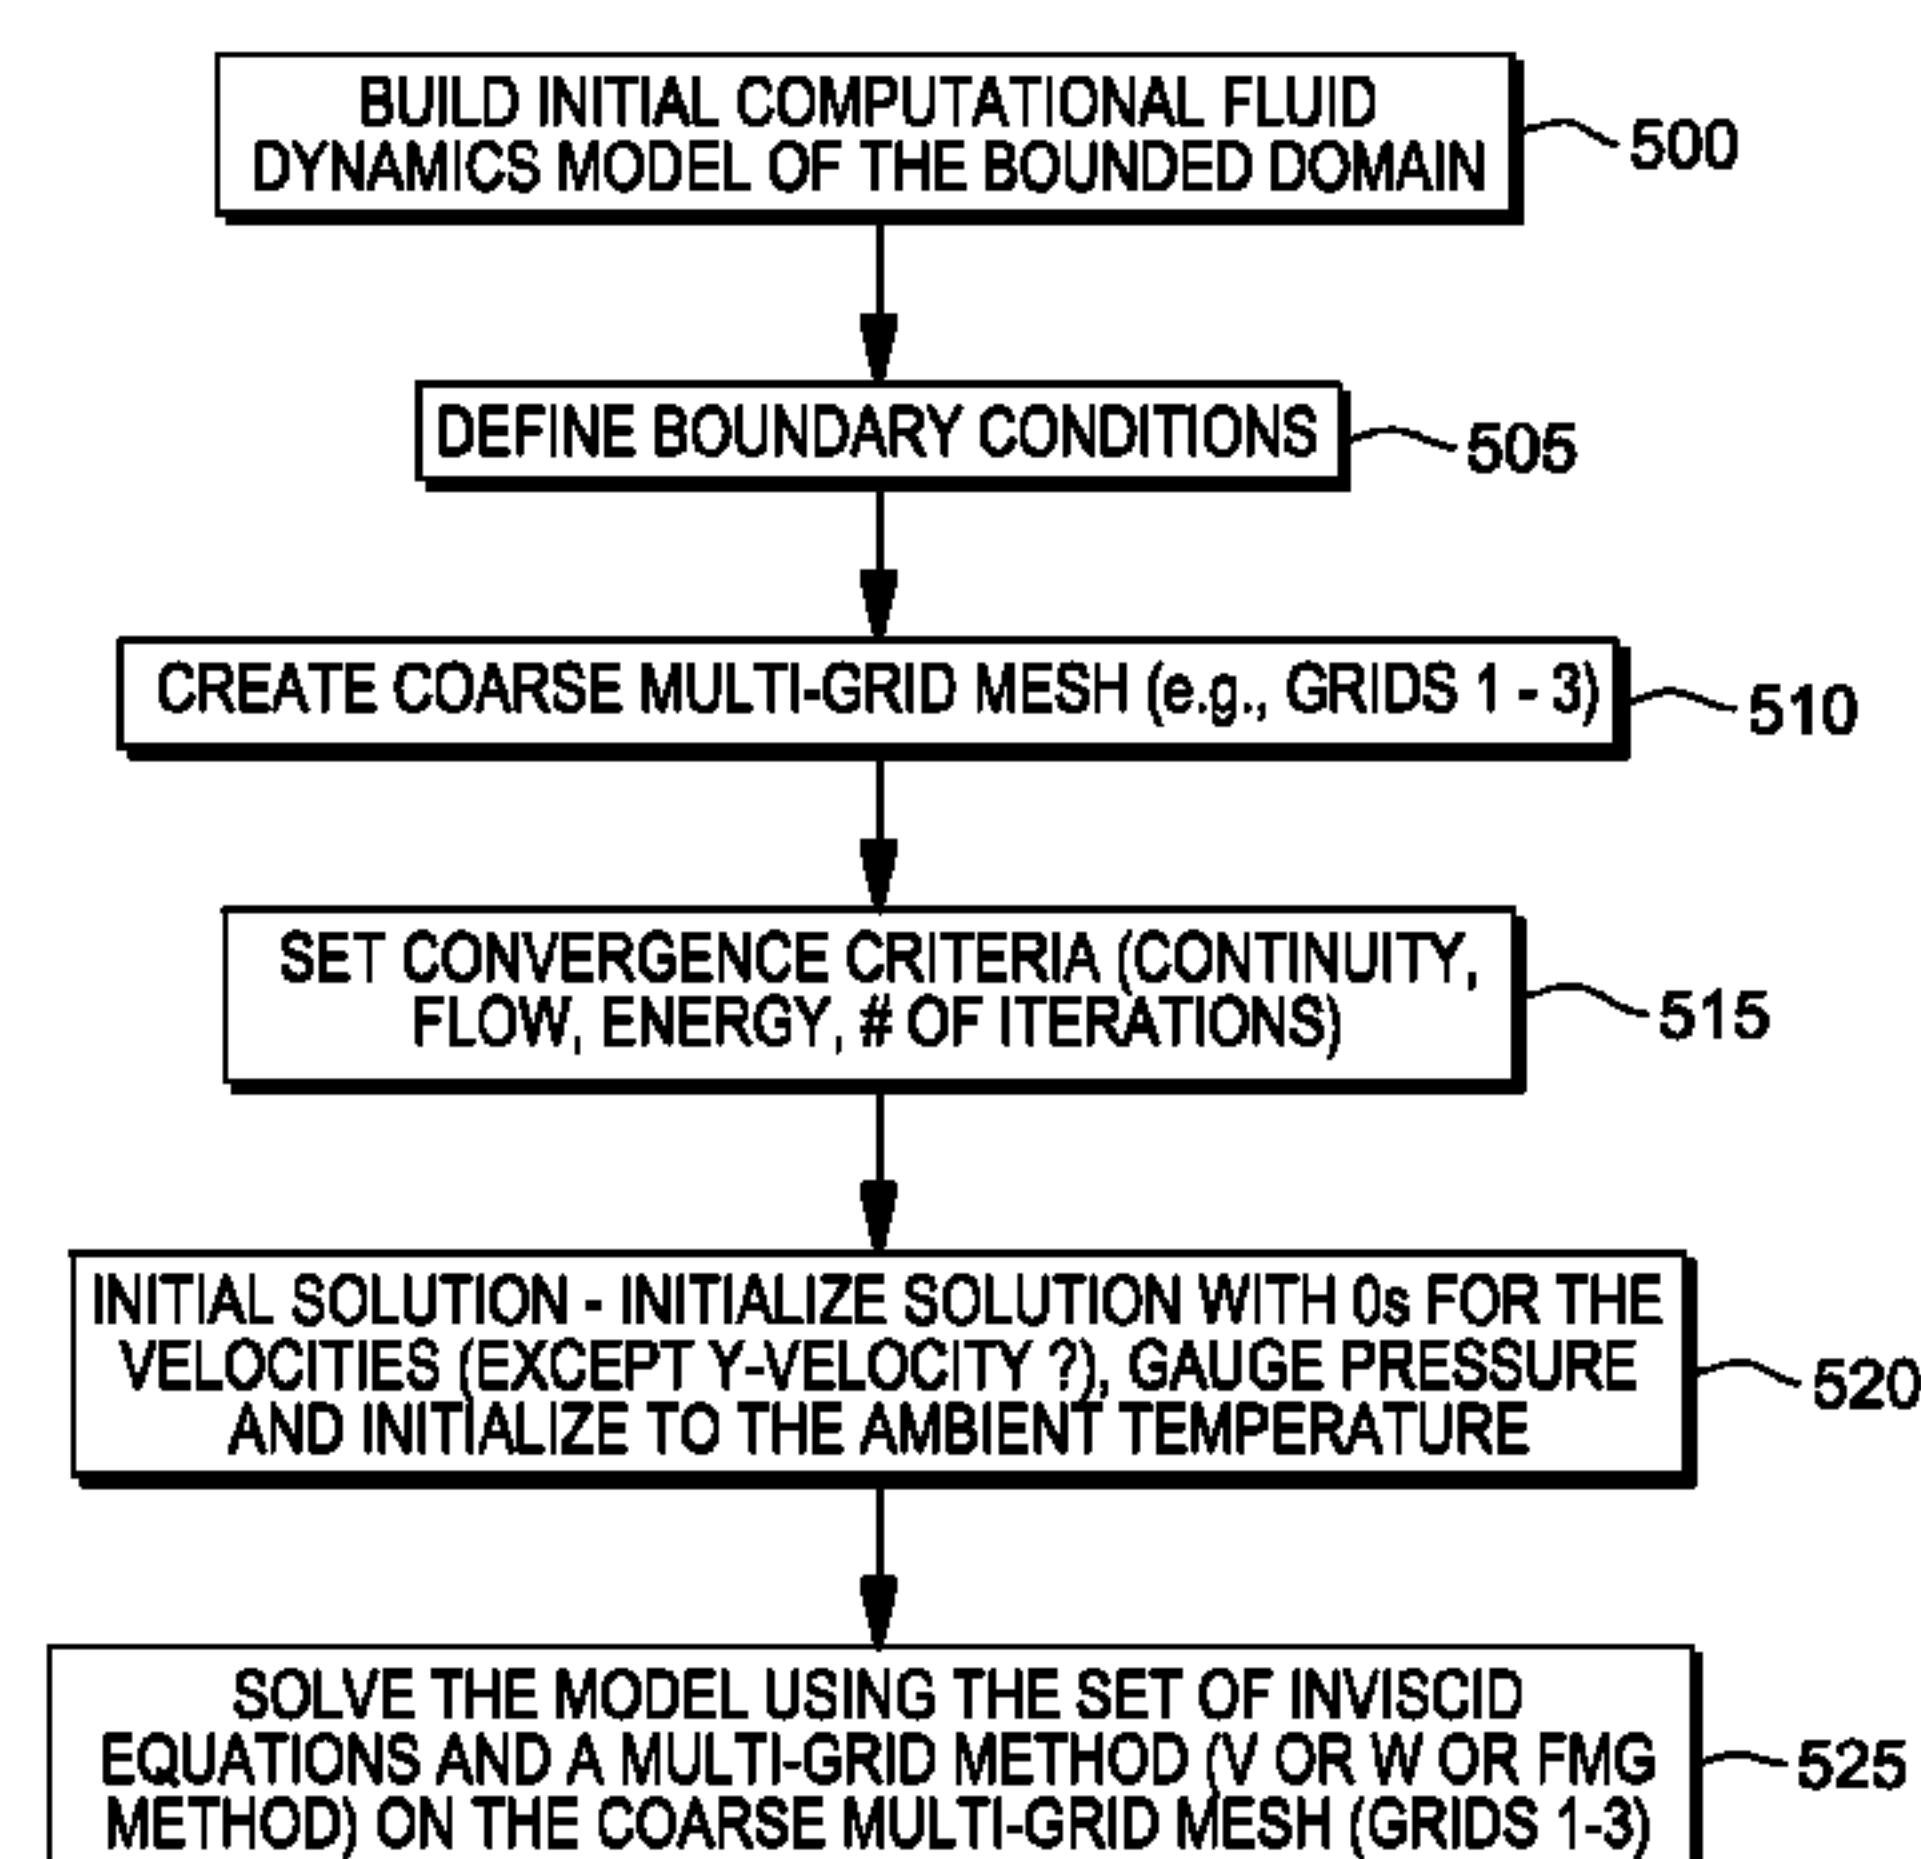 BUILD INITIAL COMPUTATIONAL FLUID
DYNAMICS MODEL OF THE BOUNDED DOMAIN
500
DEFINE BOUNDARY CONDITIONS
505
CREATE COARSE MULTI-GRID MESH (e.g., GRIDS 1 - 3)
510
SET CONVERGENCE CRITERIA (CONTINUITY,
FLOW, ENERGY, # OF ITERATIONS)
515
INITIAL SOLUTION - INITIALIZE SOLUTION WITH 0s FOR THE
VELOCITIES (EXCEPT Y-VELOCITY ?), GAUGE PRESSURE
AND INITIALIZE TO THE AMBIENT TEMPERATURE
520
SOLVE THE MODEL USING THE SET OF INVISCID
EQUATIONS AND A MULTI-GRID METHOD (V OR W OR FMG
METHOD) ON THE COARSE MULTI-GRID MESH (GRIDS 1-3)
525